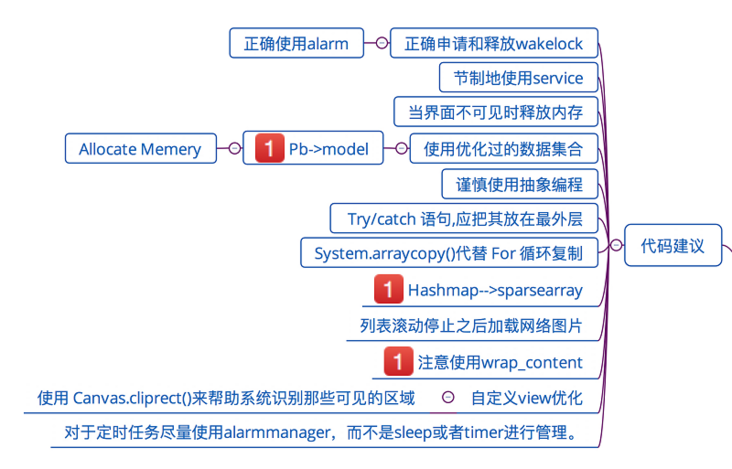 正确使用alarm
正确申请和释放wakelock
节制地使用service
当界面不可见时释放内存
Allocate Memery
1 Pb->model
使用优化过的数据集合
谨慎使用抽象编程
Try/catch 语句,应把其放在最外层
System.arraycopy()代替 For 循环复制
代码建议
1 Hashmap-->sparsearray
列表滚动停止之后加载网络图片
1 注意使用wrap_content
使用 Canvas.cliprect()来帮助系统识别那些可见的区域
自定义view优化
对于定时任务尽量使用alarmmanager，而不是sleep或者timer进行管理。